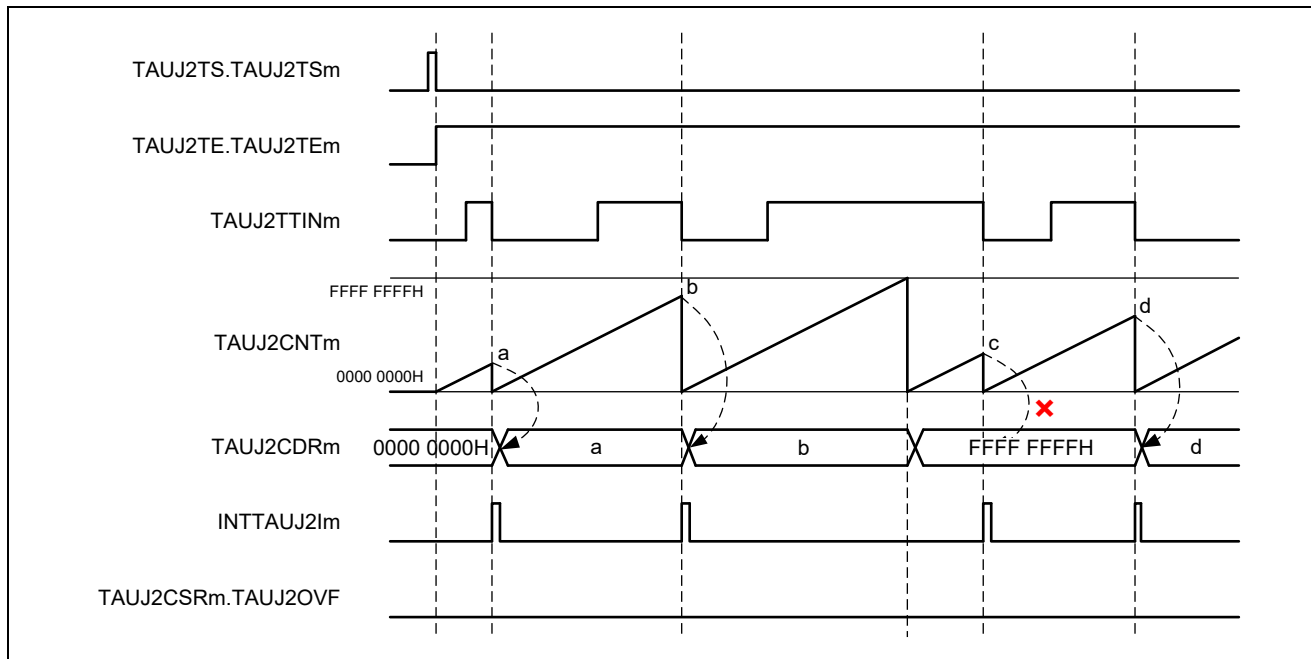 TAUJ2TS.TAUJ2TSm
TAUJ2TE.TAUJ2TEm
TAUJ2TTINm
FFFF FFFFH
b
d
TAUJ2CNTm
a
c
0000 0000H
TAUJ2CDRm
0000 0000H
a
b
FFFF FFFFH
d
INTTAUJ2Im
TAUJ2CSRm.TAUJ2OVF